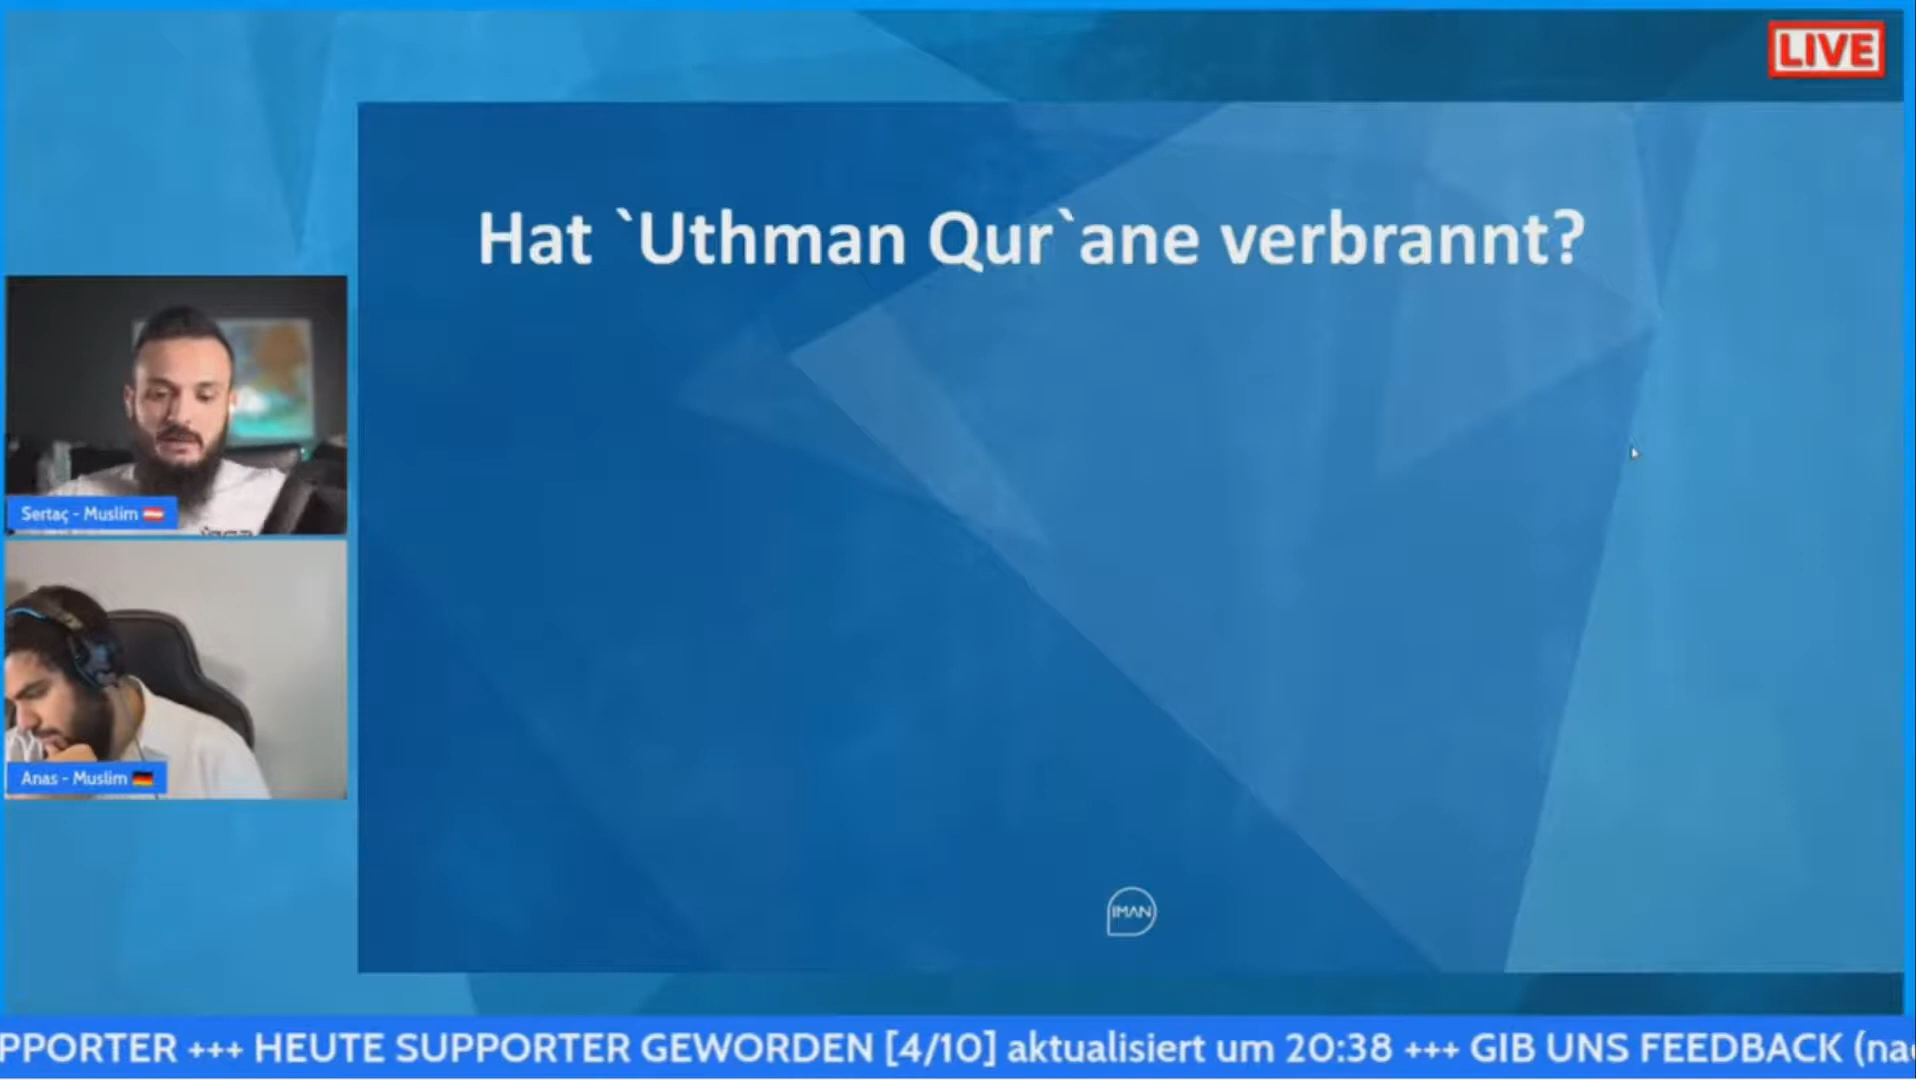 LIVE
Hat `Uthman Qur`ane verbrannt?
Sertaç - Muslim
Anas - Muslim
IMAN
PPORTER +++ HEUTE SUPPORTER GEWORDEN [4/10] aktualisiert um 20:38 +++ GIB UNS FEEDBACK (na